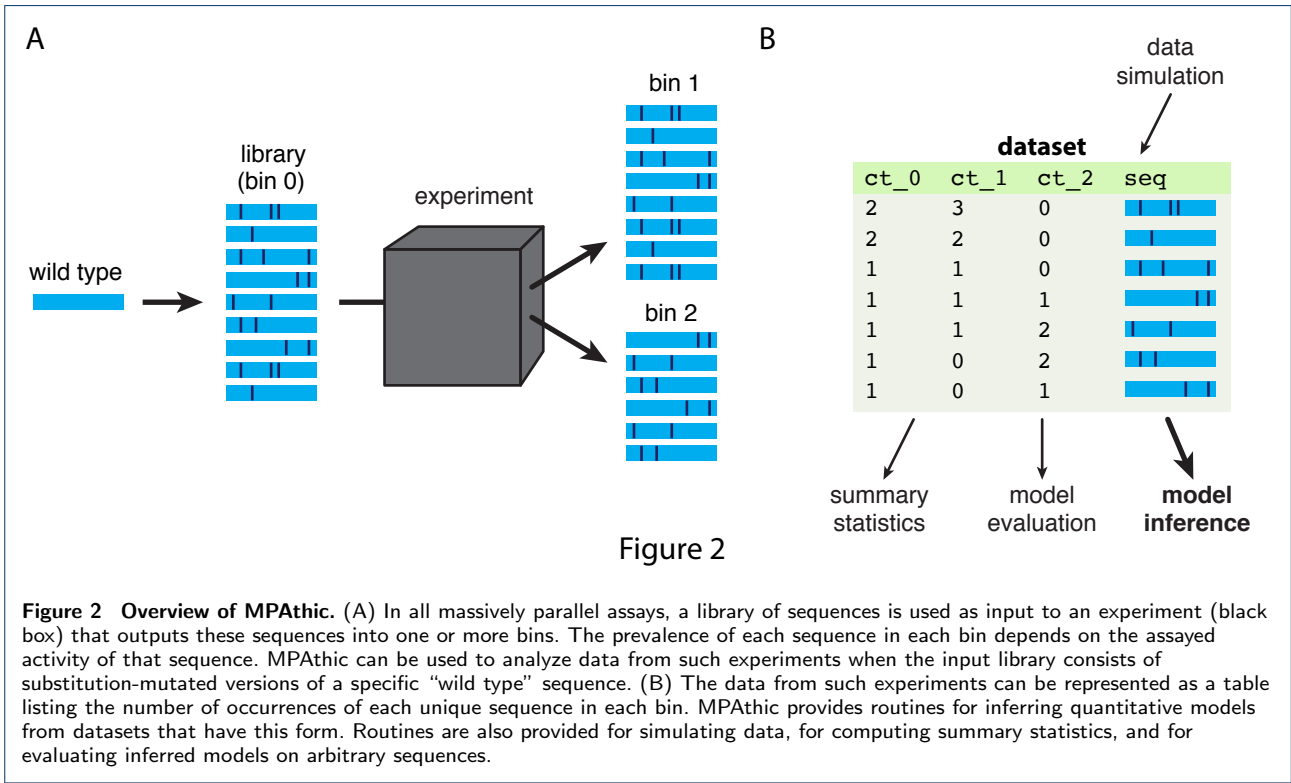 A
wild type
library
(bin 0)
experiment
bin 1
bin 2
B
data
simulation
dataset
ct_0 ct_1 ct_2 seq
2 3 0
2 2 0
1 1 0
1 1 1
1 1 2
1 0 2
1 0 1
summary
statistics
model
evaluation
model
inference
Figure 2
Figure 2 Overview of MPAthic. (A) In all massively parallel assays, a library of sequences is used as input to an experiment (black
box) that outputs these sequences into one or more bins. The prevalence of each sequence in each bin depends on the assayed
activity of that sequence. MPAthic can be used to analyze data from such experiments when the input library consists of
substitution-mutated versions of a specific “wild type” sequence. (B) The data from such experiments can be represented as a table
listing the number of occurrences of each unique sequence in each bin. MPAthic provides routines for inferring quantitative models
from datasets that have this form. Routines are also provided for simulating data, for computing summary statistics, and for
evaluating inferred models on arbitrary sequences.